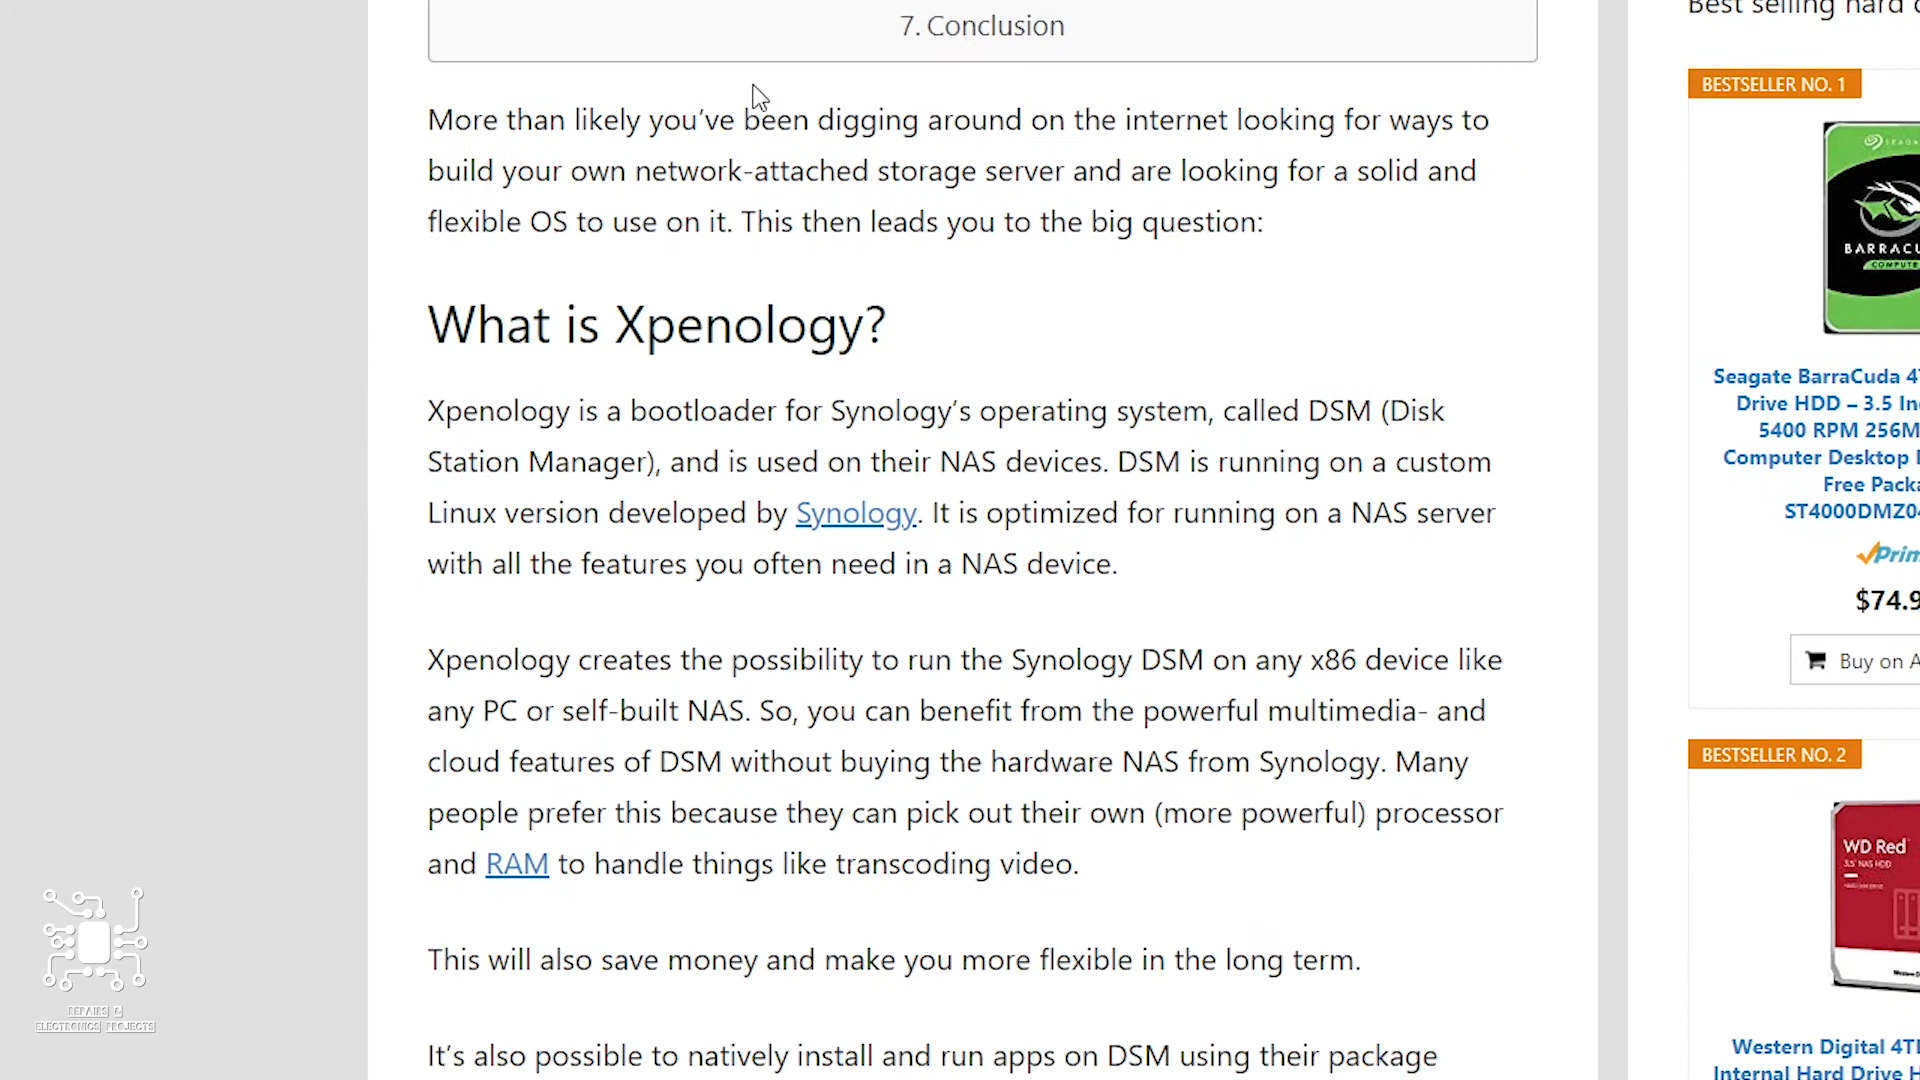 7. Conclusion
More than likely you've been digging around on the internet looking for ways to
build your own network-attached storage server and are looking for a solid and
flexible OS to use on it. This then leads you to the big question:
What is Xpenology?
Xpenology is a bootloader for Synology's operating system, called DSM (Disk
Station Manager), and is used on their NAS devices. DSM is running on a custom
Linux version developed by Synology. It is optimized for running on a NAS server
with all the features you often need in a NAS device.
Xpenology creates the possibility to run the Synology DSM on any x86 device like
any PC or self-built NAS. So, you can benefit from the powerful multimedia- and
cloud features of DSM without buying the hardware NAS from Synology. Many
people prefer this because they can pick out their own (more powerful) processor
and RAM to handle things like transcoding video.
This will also save money and make you more flexible in the long term.
It's also possible to natively install and run apps on DSM using their package
Best selling hard
BESTSELLER NO. 1
Seagate BarraCuda
Drive HDD – 3.5
5400 RPM
Computer Desktop
Free
$74.9
Buy on
BESTSELLER NO. 2
WD Red
3.5" NAS HDD
Western Digital
Internal Hard Drive
REPAIRS &
ELECTRONICS PROJECTS